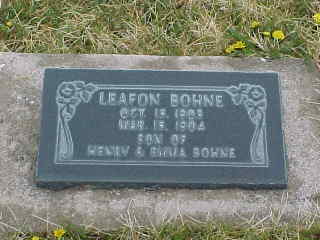 LEAFON BOHNE
OCT. 15, 1903
MAR. 15, 1904
SON OF
HENRY & EMMA BOHNE